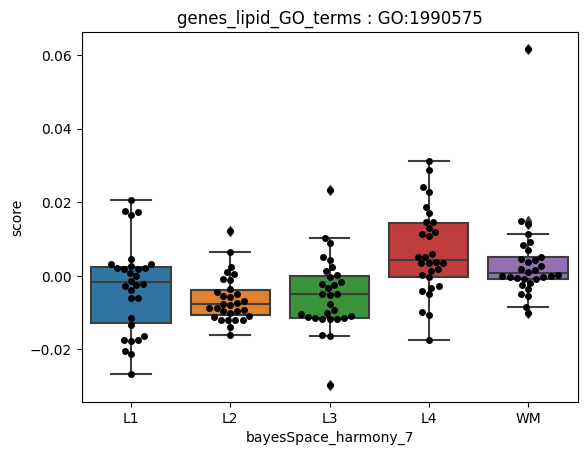 genes_lipid_GO_terms : GO:1990575
0.06
0.04
0.02
0.00
−0.02
score
L1 L2 L3 L4 WM
bayesSpace_harmony_7